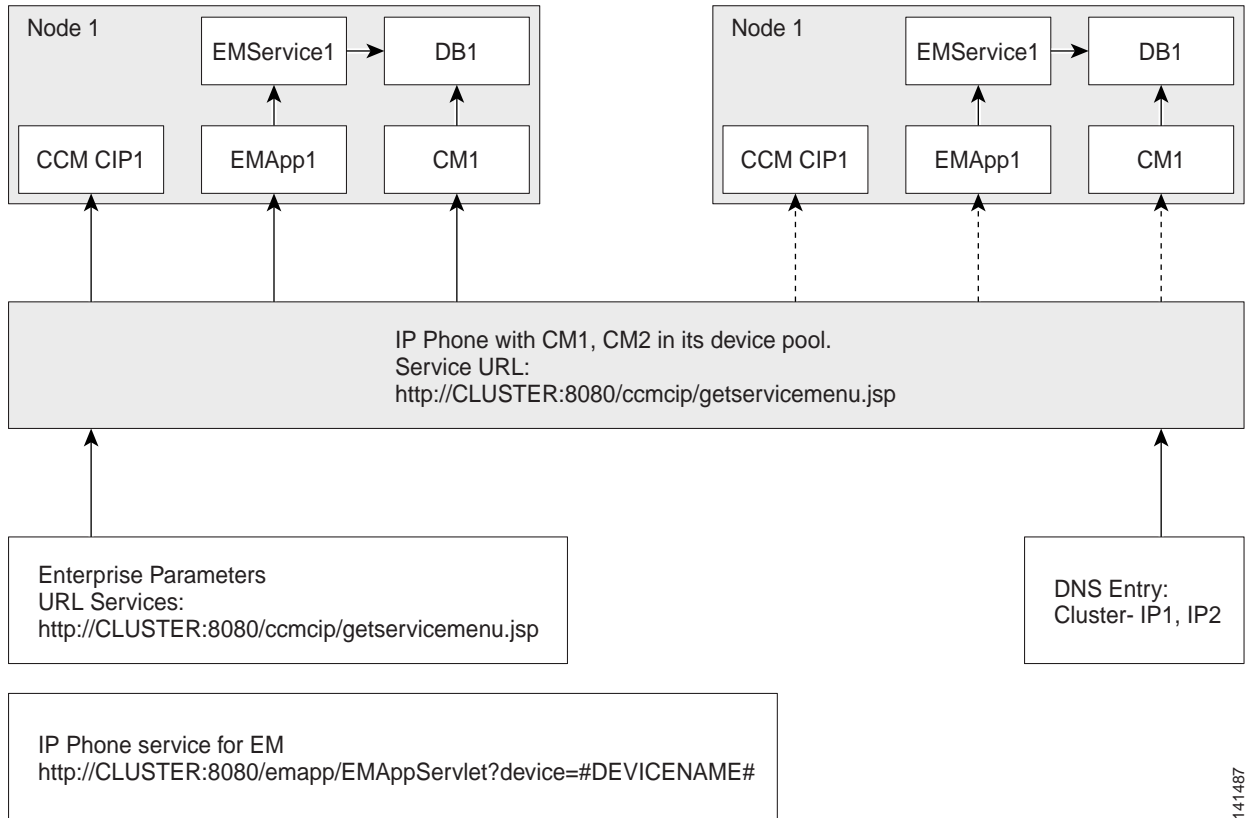 Node 1
EMService1
DB1
CCM CIP1
EMApp1
CM1
Node 1
EMService1
DB1
CCM CIP1
EMApp1
CM1
IP Phone with CM1, CM2 in its device pool.
Service URL:
http://CLUSTER:8080/ccmcip/getservicemenu.jsp
Enterprise Parameters
URL Services:
http://CLUSTER:8080/ccmcip/getservicemenu.jsp
DNS Entry:
Cluster- IP1, IP2
IP Phone service for EM
http://CLUSTER:8080/emapp/EMAppServlet?device=#DEVICENAME#
141487